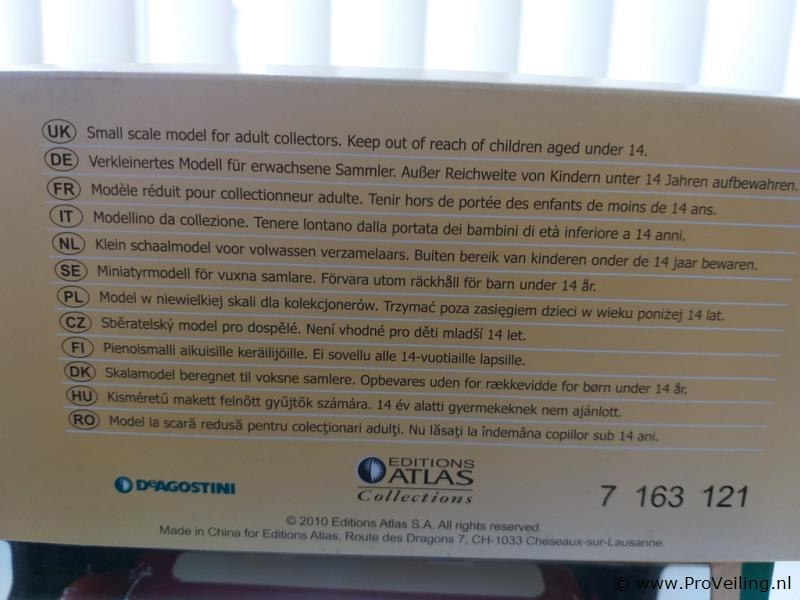 UK Small scale model for adult collectors. Keep out of reach of children aged under 14.
DE Verkleinertes Modell für erwachsene Sammler. Außer Reichweite von Kindern unter 14 Jahren aufbewahren.
FR Modèle réduit pour collectionneur adulte. Tenir hors de portée des enfants de moins de 14 ans.
IT Modellino da collezione. Tenere lontano dalla portata dei bambini di età inferiore a 14 anni.
NL Klein schaalmodel voor volwassen verzamelaars. Buiten bereik van kinderen onder de 14 jaar bewaren.
SE Miniatyrmodell för vuxna samlare. Förvara utom räckhåll för barn under 14 år.
PL Model w niewielkiej skali dla kolekcjonerów. Trzymać poza zasięgiem dzieci w wieku poniżej 14 lat.
CZ Sběratelský model pro dospělé. Není vhodné pro děti mladší 14 let.
FI Pienoismalli aikuisille keräilijöille. Ei sovellu alle 14-vuotiaille lapsille.
DK Skalamodel beregnet til voksne samlere. Opbevares uden for rækkevidde for børn under 14 år.
HU Kisméretű makett felnőtt gyűjtők számára. 14 év alatti gyermekeknek nem ajánlott.
RO Model la scară redusă pentru colecționari adulți. Nu lăsați la îndemâna copiilor sub 14 ani.
DeAGOSTINI
EDITIONS
ATLAS
Collections
7 163 121
© 2010 Editions Atlas S.A. All rights reserved.
Made in China for Editions Atlas, Route des Dragons 7, CH-1033 Cheseaux-sur-Lausanne.
© www.ProVeiling.nl